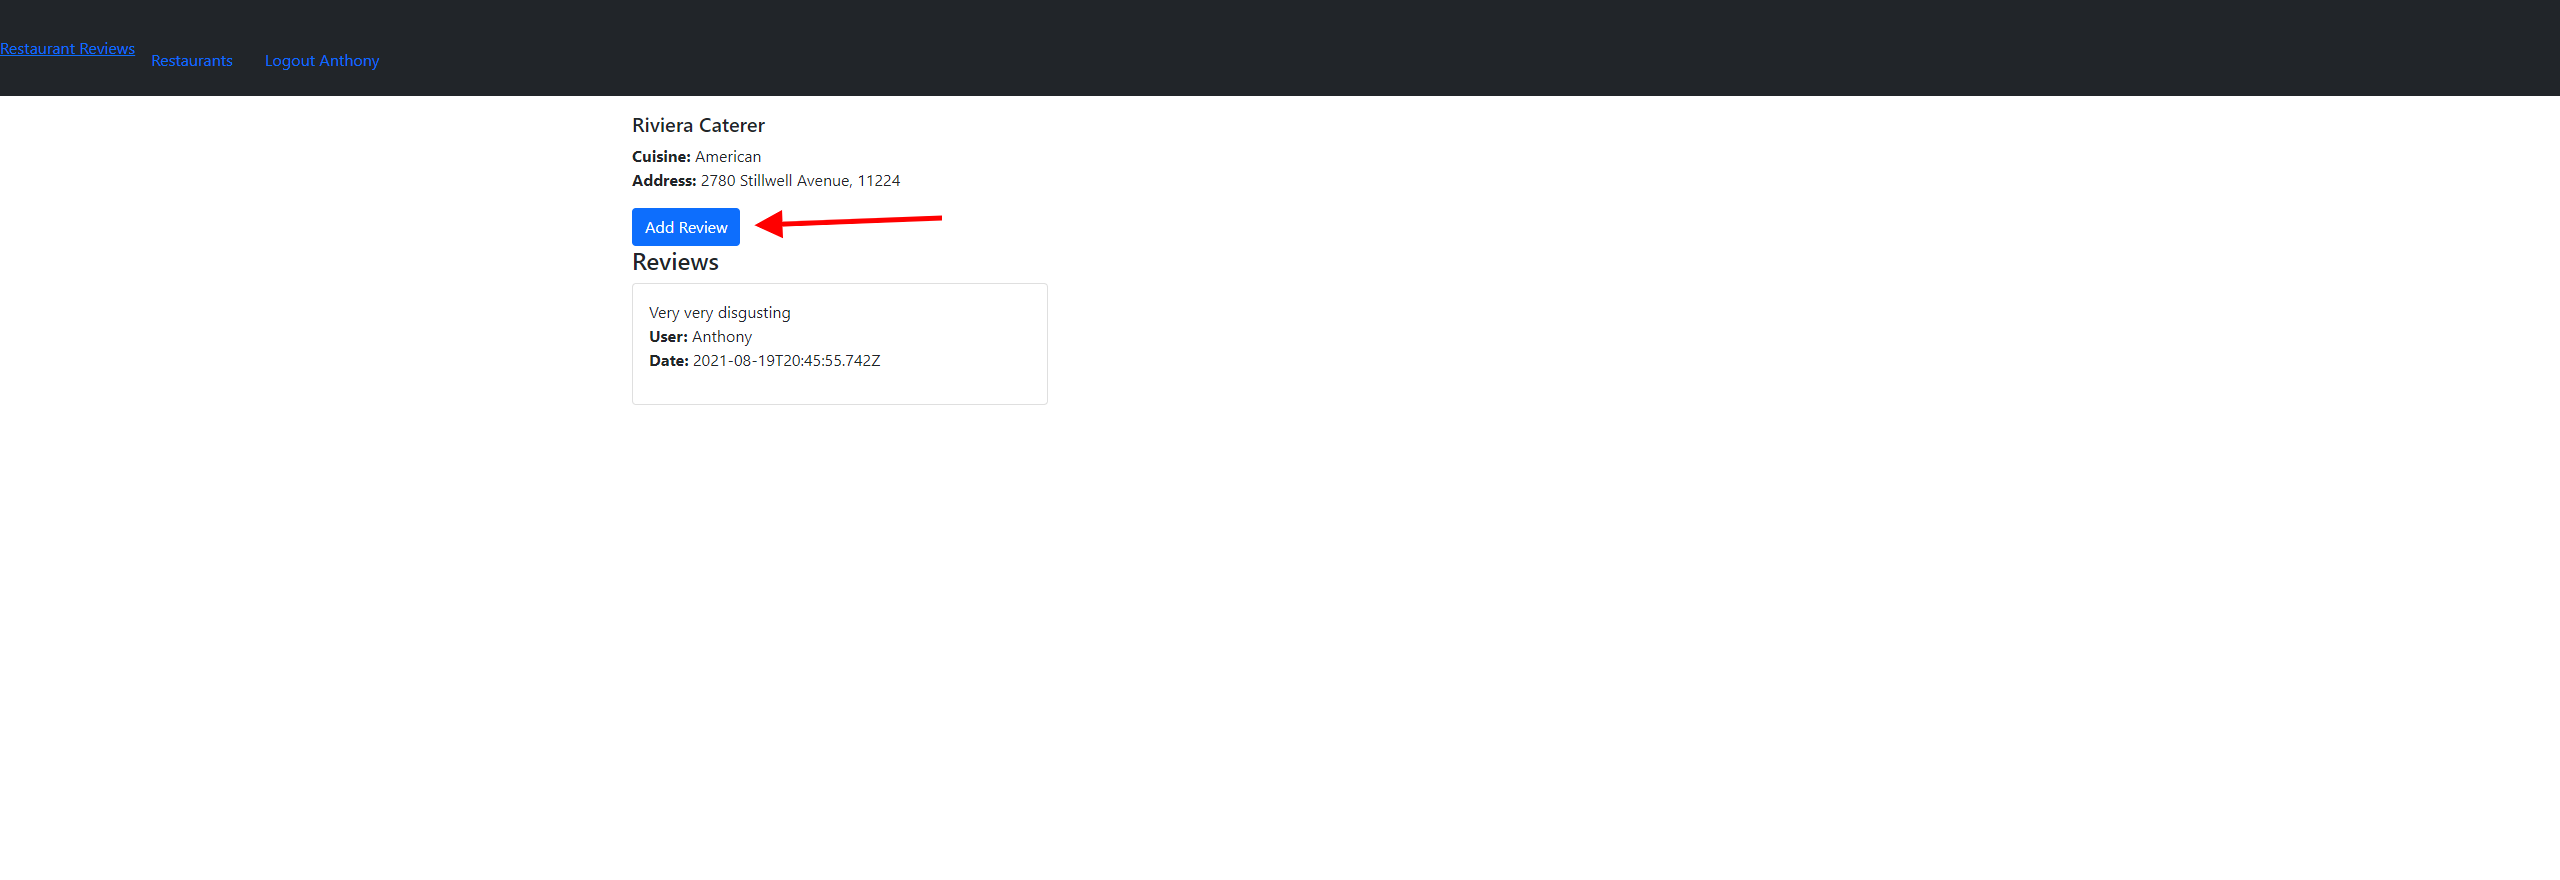 Restaurant Reviews
Restaurants
Logout Anthony
Riviera Caterer
Cuisine: American
Address: 2780 Stillwell Avenue, 11224
Add Review
Reviews
Very very disgusting
User: Anthony
Date: 2021-08-19T20:45:55.742Z